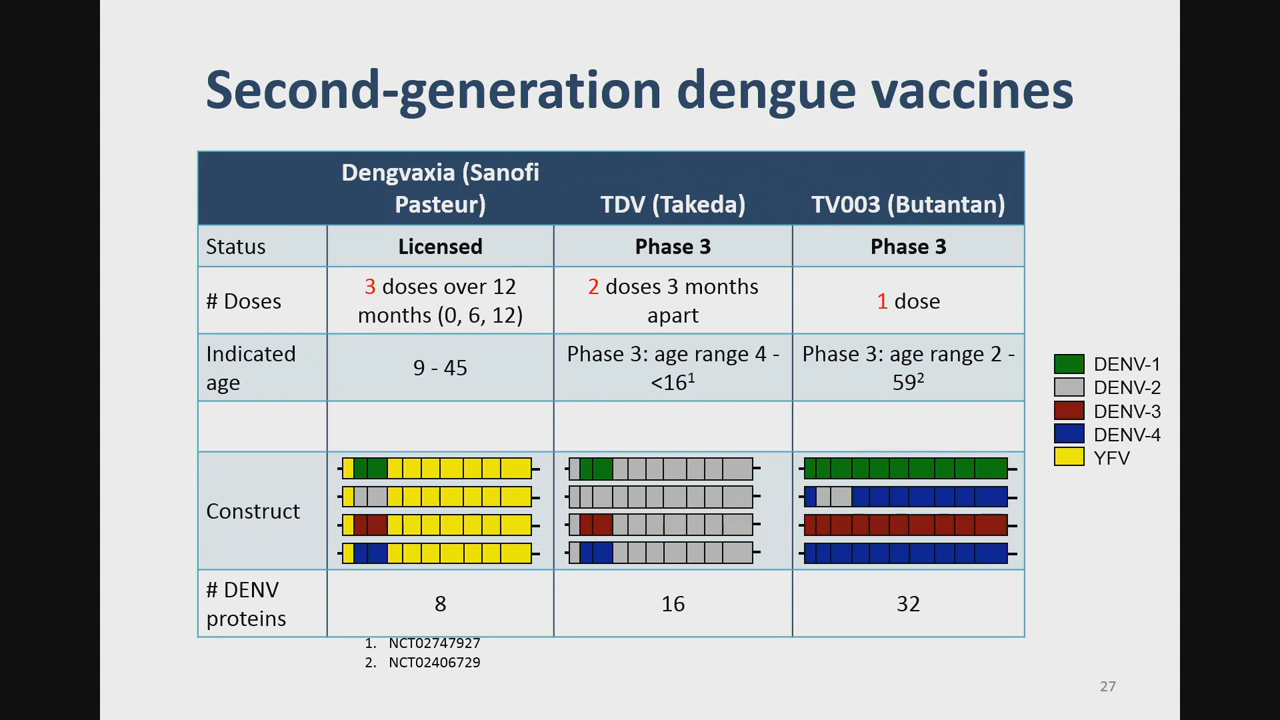 Second-generation dengue vaccines
Dengvaxia (Sanofi
Pasteur)
TDV (Takeda)
TV003 (Butantan)
Status
Licensed
Phase 3
Phase 3
# Doses
3 doses over 12
months (0, 6, 12)
2 doses 3 months
apart
1 dose
Indicated
age
9 - 45
Phase 3: age range 4 -
<16¹
Phase 3: age range 2 -
59²
Construct
# DENV
proteins
8
16
32
DENV-1
DENV-2
DENV-3
DENV-4
YFV
1. NCT02747927
2. NCT02406729
27